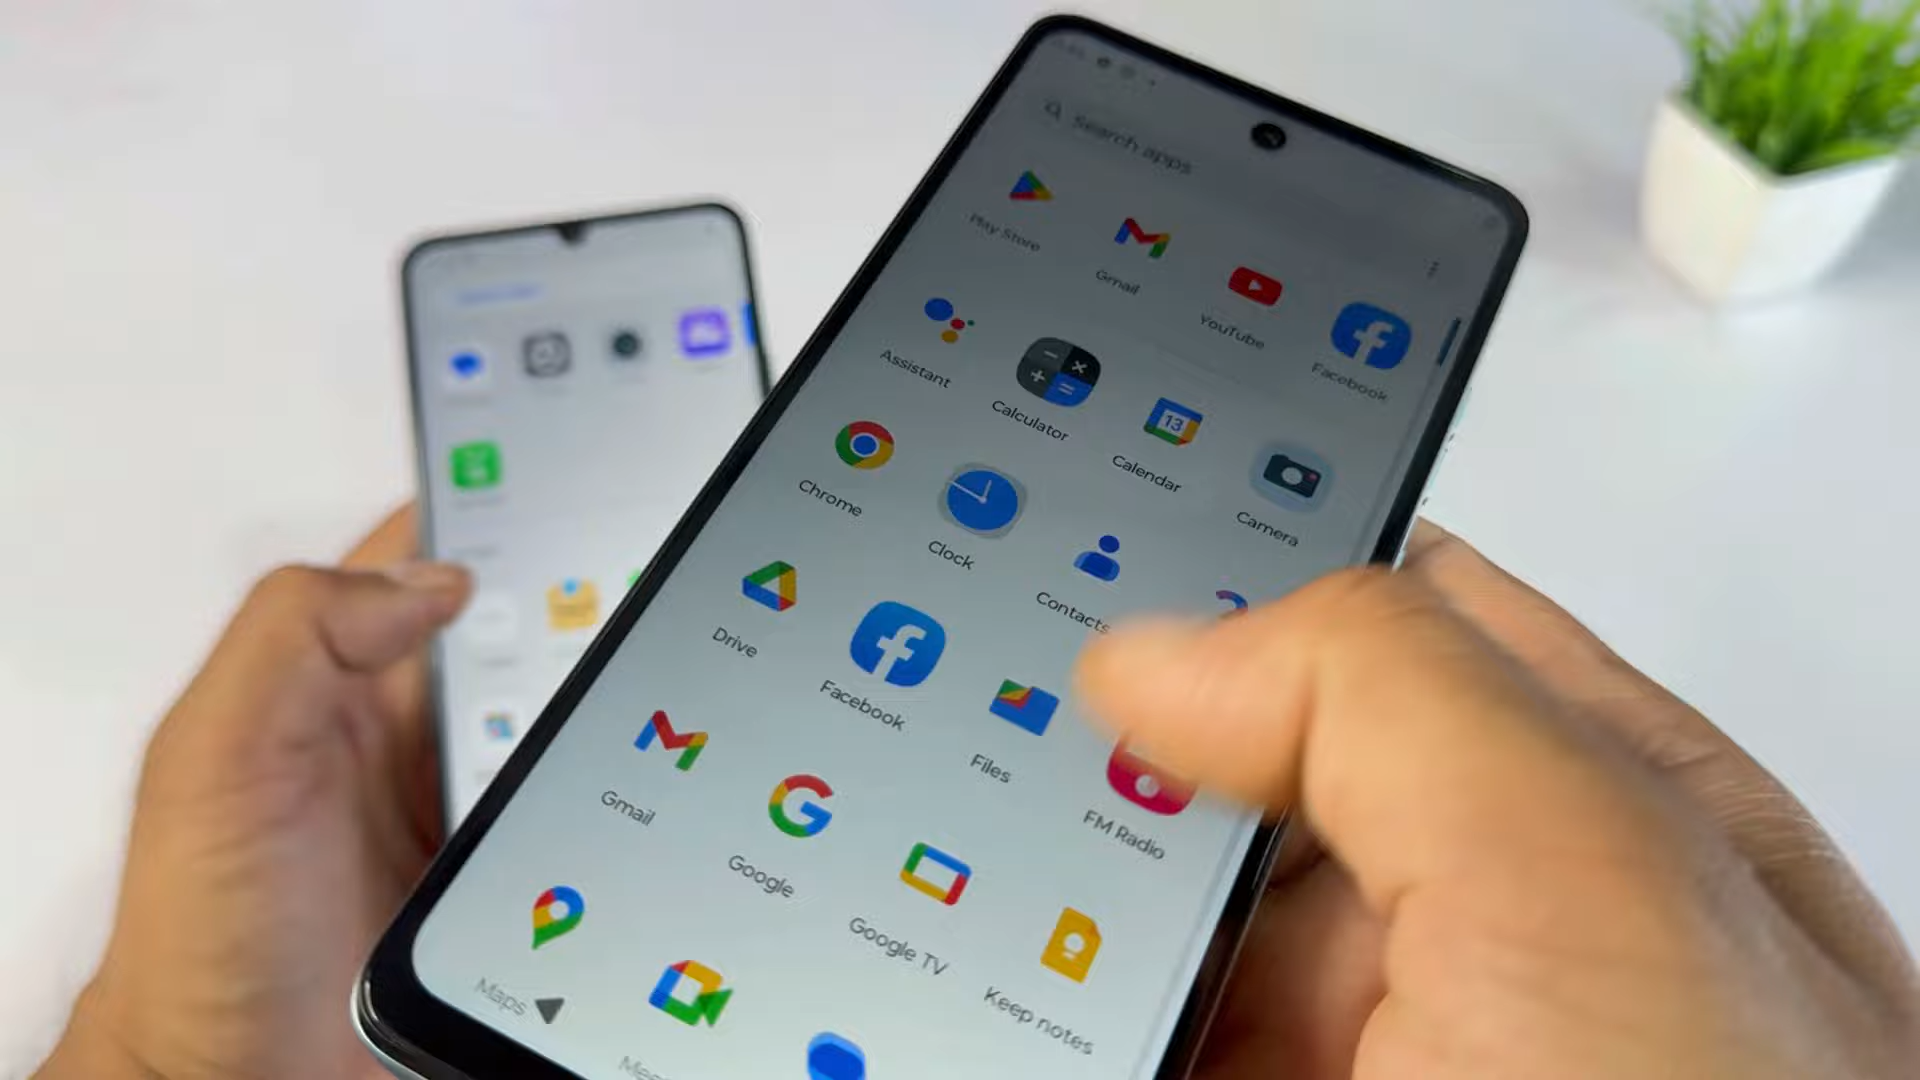 Search apps
Play Store
Gmail
YouTube
Facebook
Assistant
Calculator
Calendar
13
Camera
Chrome
Clock
Contacts
Drive
Facebook
Files
FM Radio
Gmail
Google
Google TV
Keep notes
Maps